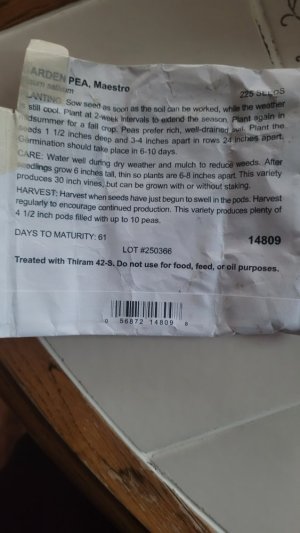 ARDEN PEA, Maestro
sum sativum
225 SEEDS
LANTING: Sow seed as soon as the soil can be worked, while the weather
s still cool. Plant at 2-week intervals to extend the season. Plant again in
idsummer for a fall crop. Peas prefer rich, well-drained soil. Plant the
seeds 1 1/2 inches deep and 3-4 inches apart in rows 24 inches apart.
Germination should take place in 6-10 days.
CARE: Water well during dry weather and mulch to reduce weeds. After
seedlings grow 6 inches tall, thin so plants are 6-8 inches apart. This variety
produces 30 inch vines, but can be grown with or without staking.
HARVEST: Harvest when seeds have just begun to swell in the pods. Harvest
regularly to encourage continued production. This variety produces plenty of
4 1/2 inch pods filled with up to 10 peas.
DAYS TO MATURITY: 61
14809
LOT #250366
Treated with Thiram 42-S. Do not use for food, feed, or oil purposes.
0 56872 14809 8